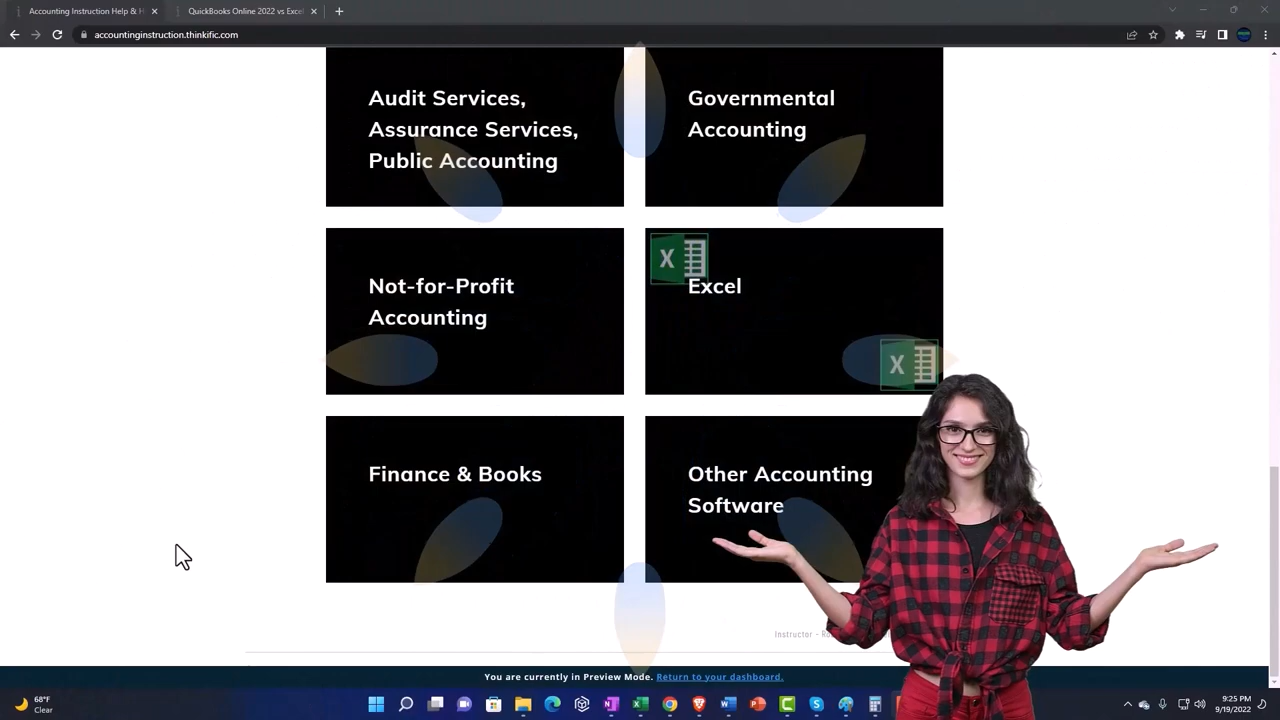 Accounting Instruction Help & H
QuickBooks Online 2022 vs Excel
accountinginstruction.thinkific.com
Audit Services,
Assurance Services,
Public Accounting
Governmental
Accounting
Not-for-Profit
Accounting
X
Excel
X
Finance & Books
Other Accounting
Software
Instructor -
You are currently in Preview Mode. Return to your dashboard.
68°F
Clear
9:25 PM
9/19/2022